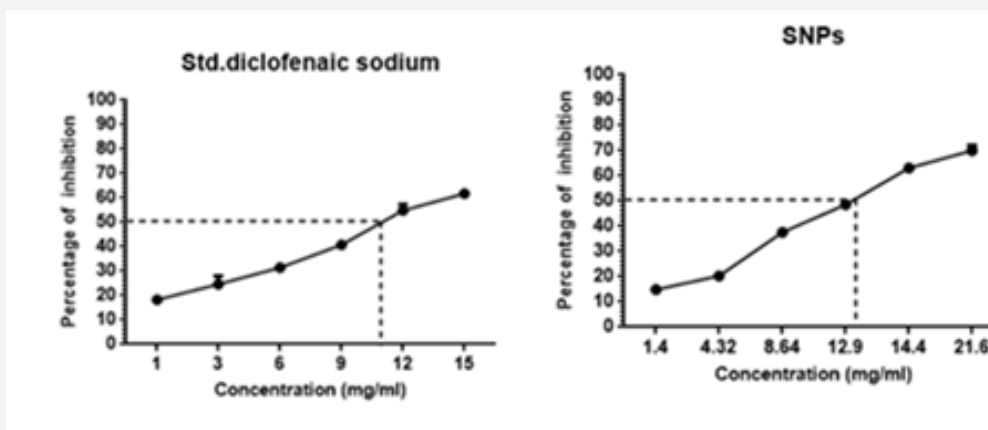 Std.diclofenaic sodium
Percentage of inhibition
100
90
80
70
60
50
40
30
20
10
0
1 3 6 9 12 15
Concentration (mg/ml)
SNPs
Percentage of inhibition
100
90
80
70
60
50
40
30
20
10
0
1.4 4.32 8.64 12.9 14.4 21.6
Concentration (mg/ml)